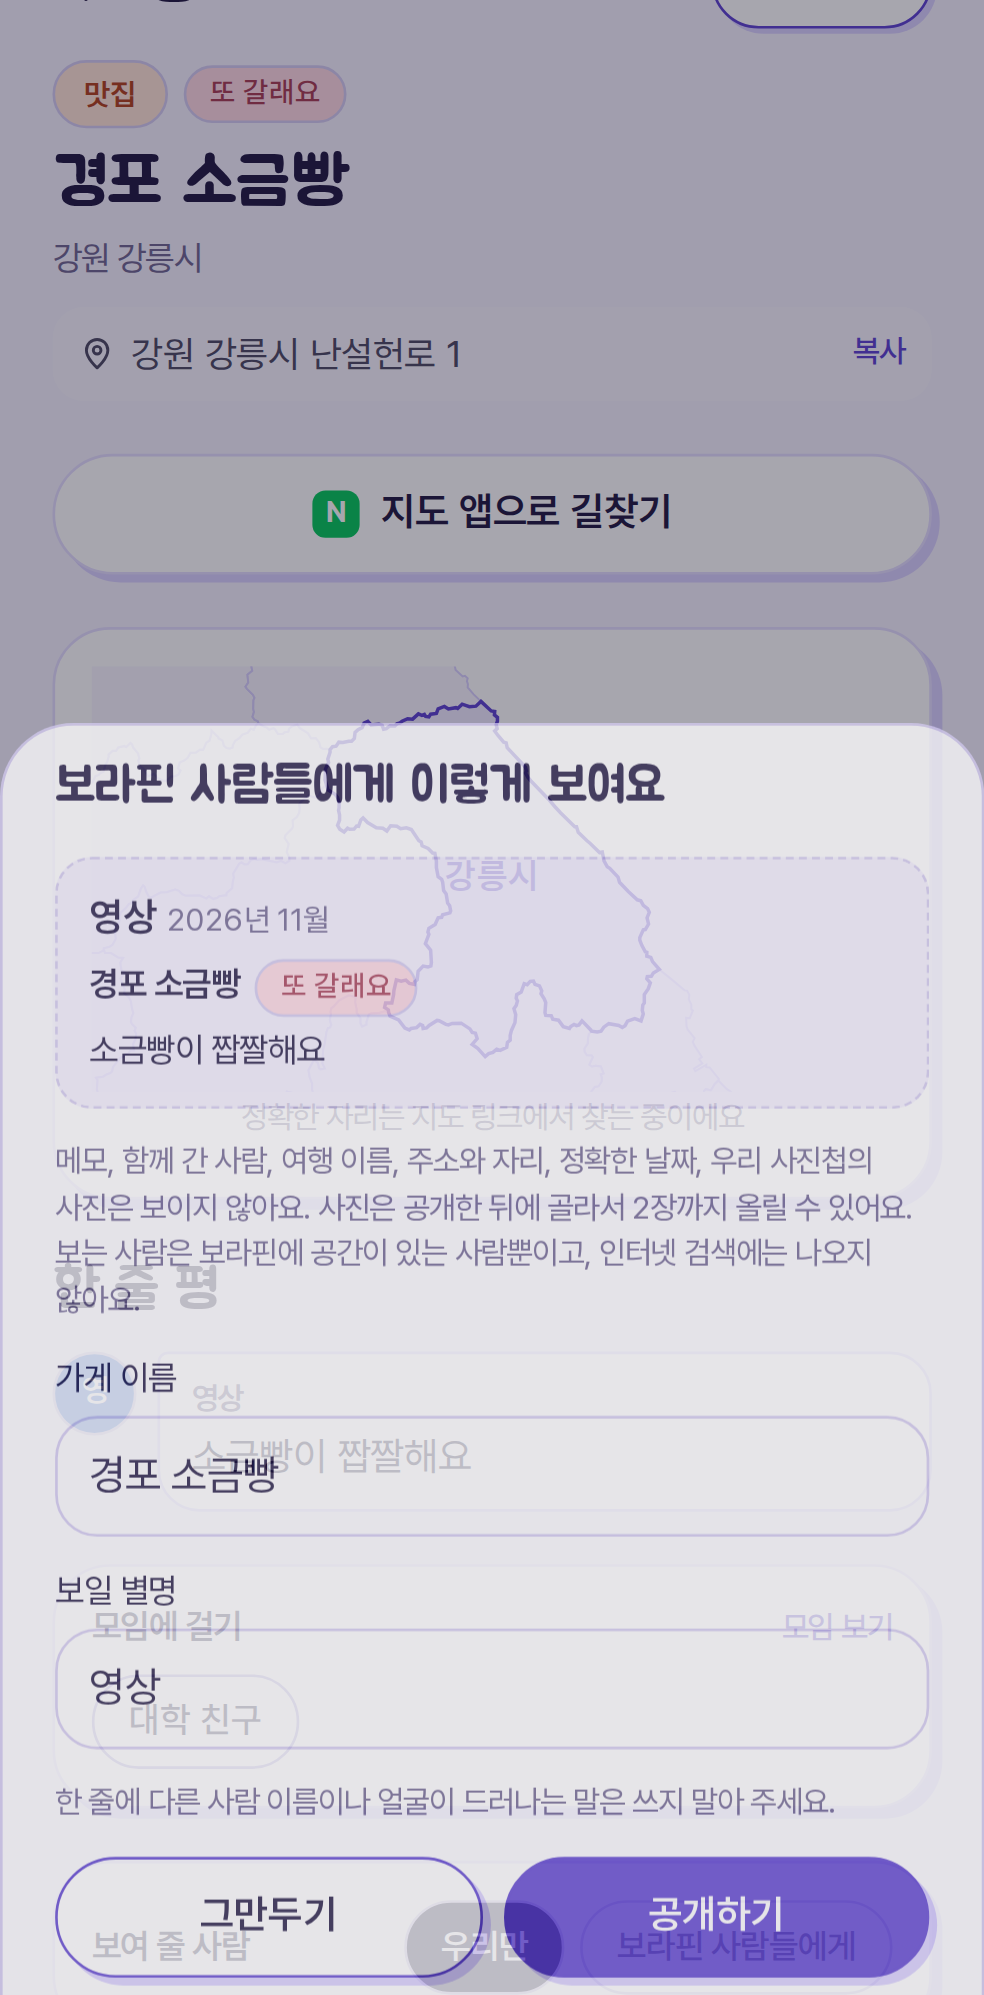 맛집
또 갈래요
경포 소금빵
강원 강릉시
강원 강릉시 난설헌로 1
복사
N 지도 앱으로 길찾기
보라핀 사람들에게 이렇게 보여요
강릉시
영상 2026년 11월
경포 소금빵 또 갈래요
소금빵이 짭짤해요
정확한 자리는 지도 링크에서 찾는 중이에요
메모, 함께 간 사람, 여행 이름, 주소와 자리, 정확한 날짜, 우리 사진첩의
사진은 보이지 않아요. 사진은 공개한 뒤에 골라서 2장까지 올릴 수 있어요.
보는 사람은 보라핀에 공간이 있는 사람뿐이고, 인터넷 검색에는 나오지
않아요.
한 줄 평
가게 이름
영
영상
소금빵이 짭짤해요
경포 소금빵
보일 별명
모임에 걸기
모임 보기
영상
대학 친구
한 줄에 다른 사람 이름이나 얼굴이 드러나는 말은 쓰지 말아 주세요.
그만두기
공개하기
보여 줄 사람
우리만
보라핀 사람들에게